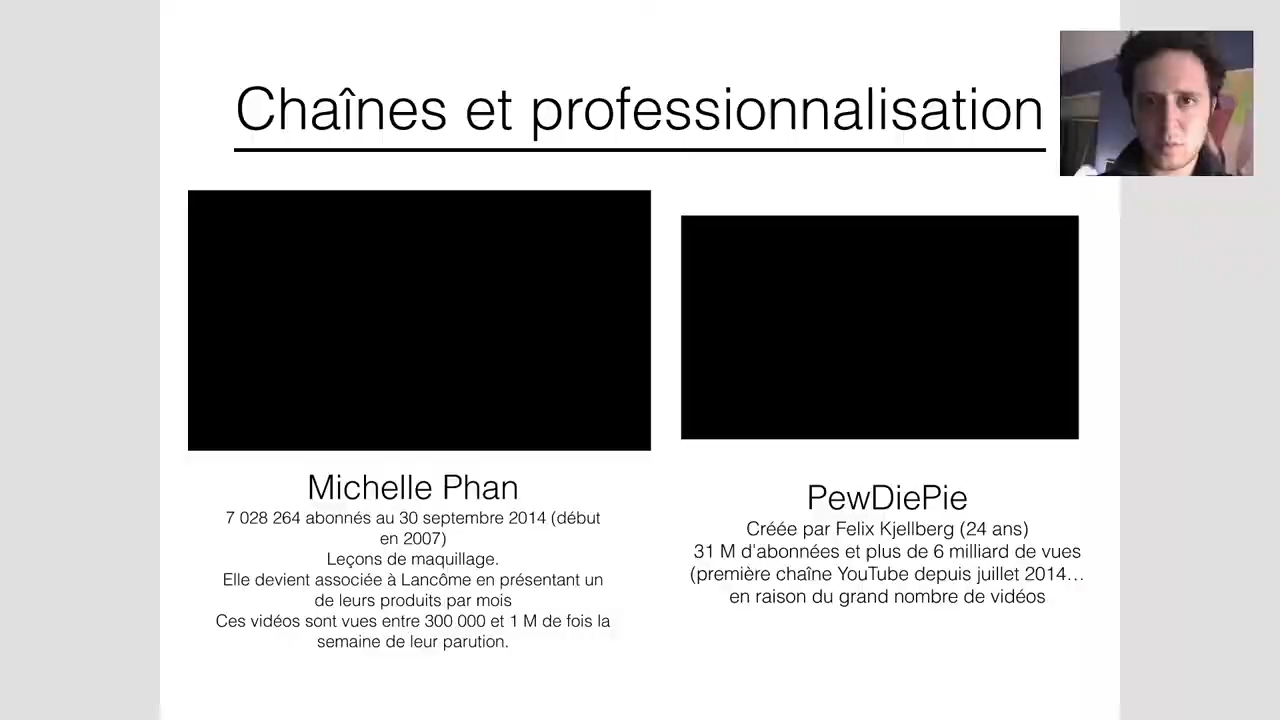 Chaînes et professionnalisation
Michelle Phan
7 028 264 abonnés au 30 septembre 2014 (début
en 2007)
Leçons de maquillage.
Elle devient associée à Lancôme en présentant un
de leurs produits par mois
Ces vidéos sont vues entre 300 000 et 1 M de fois la
semaine de leur parution.
PewDiePie
Créée par Felix Kjellberg (24 ans)
31 M d'abonnées et plus de 6 milliard de vues
(première chaîne YouTube depuis juillet 2014…
en raison du grand nombre de vidéos